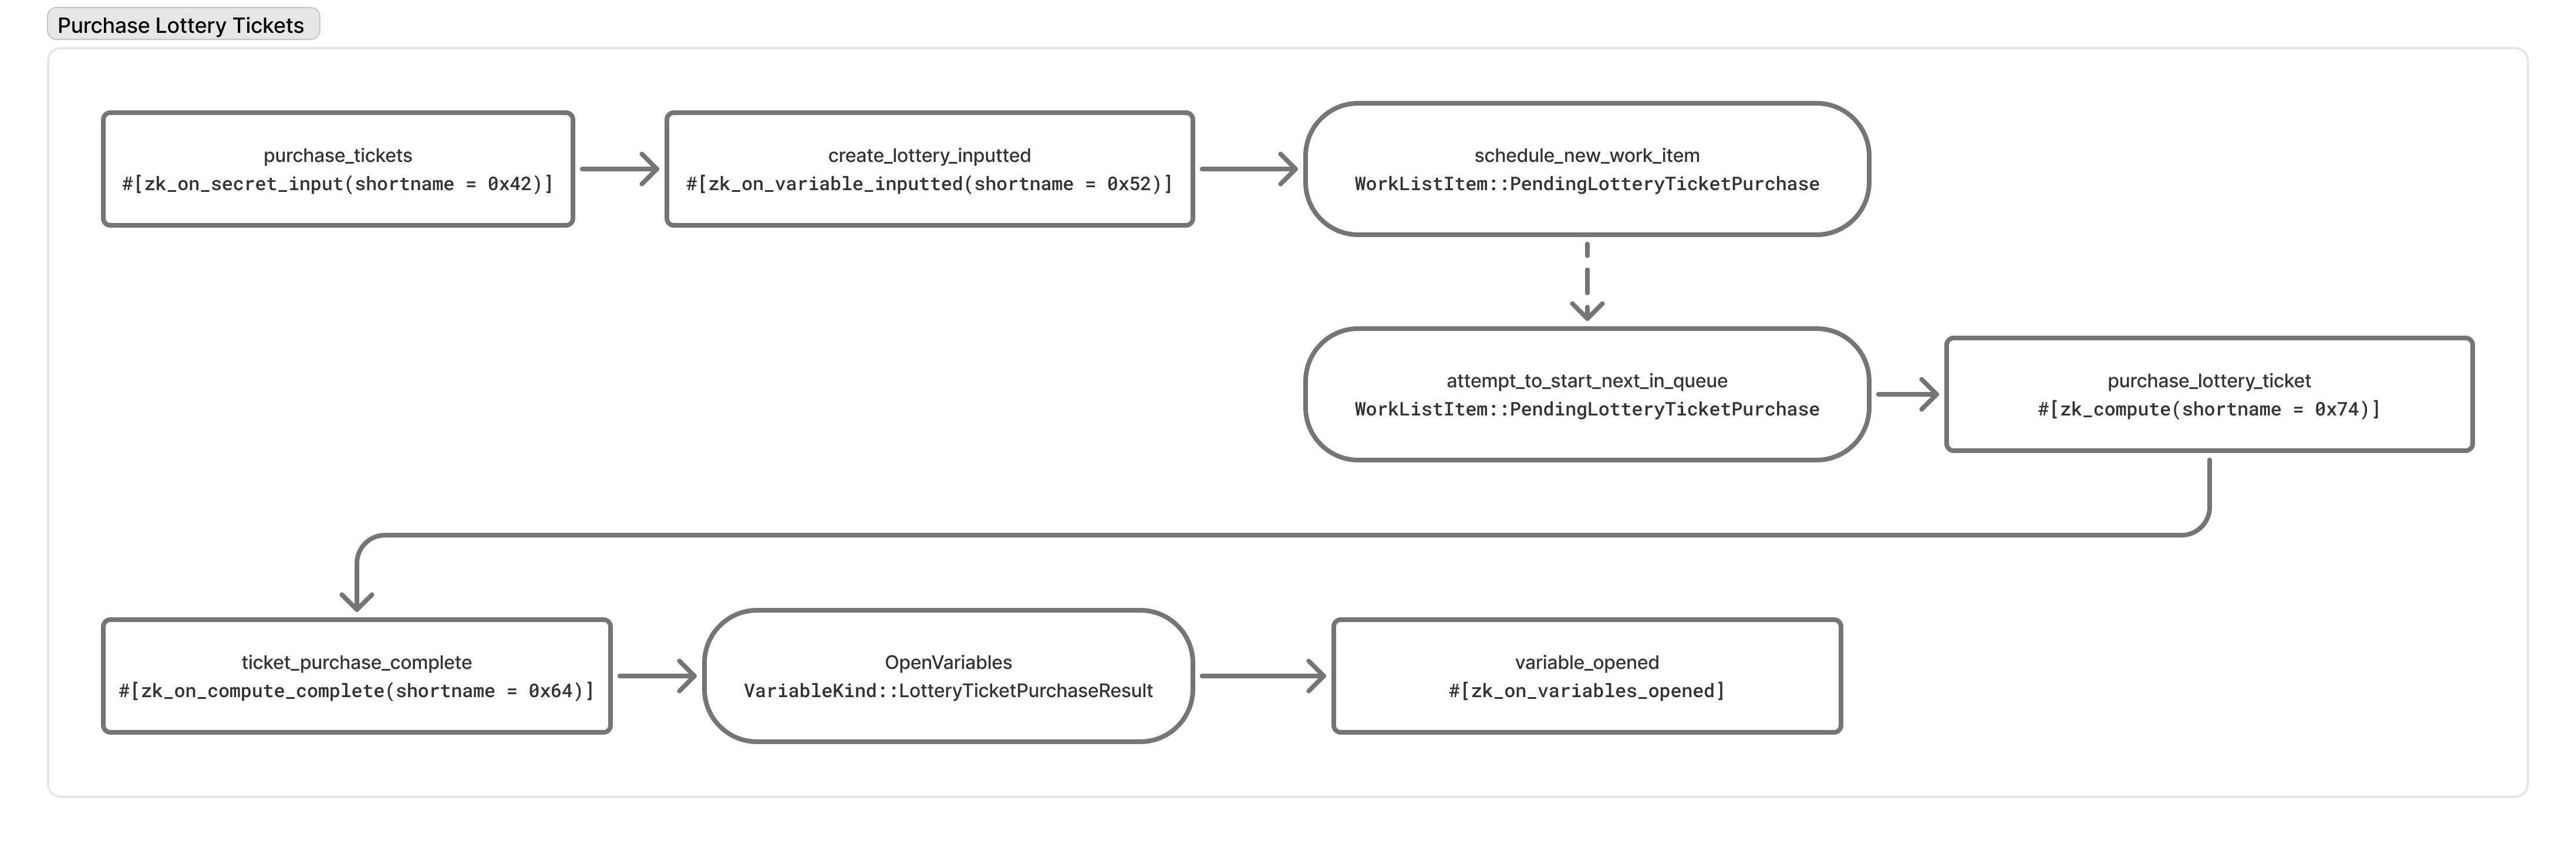 Purchase Lottery Tickets
purchase_tickets
#[zk_on_secret_input(shortname = 0x42)]
create_lottery_inputted
#[zk_on_variable_inputted(shortname = 0x52)]
schedule_new_work_item
WorkListItem::PendingLotteryTicketPurchase
attempt_to_start_next_in_queue
WorkListItem::PendingLotteryTicketPurchase
purchase_lottery_ticket
#[zk_compute(shortname = 0x74)]
ticket_purchase_complete
#[zk_on_compute_complete(shortname = 0x64)]
OpenVariables
VariableKind::LotteryTicketPurchaseResult
variable_opened
#[zk_on_variables_opened]